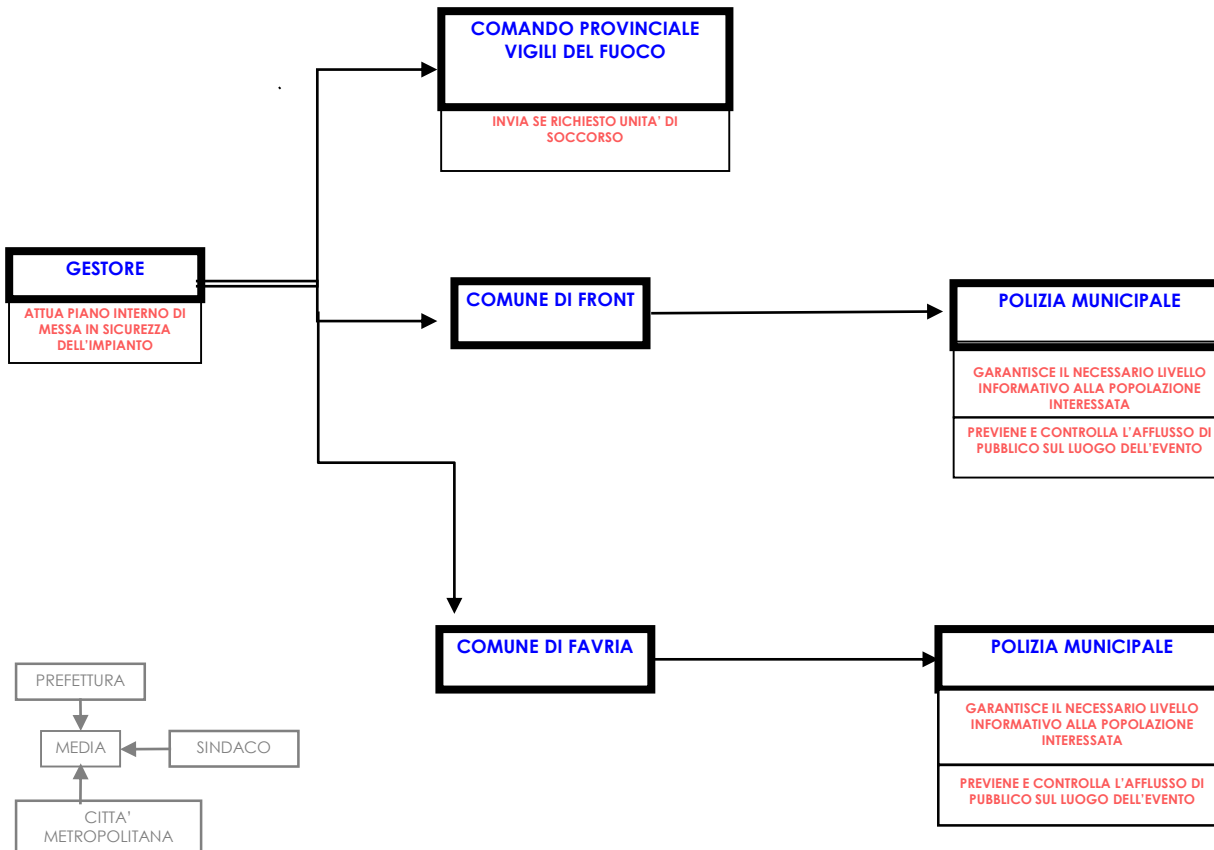 COMANDO PROVINCIALE
VIGILI DEL FUOCO
INVIA SE RICHIESTO UNITA' DI
SOCCORSO
GESTORE
ATTUA PIANO INTERNO DI
MESSA IN SICUREZZA
DELL'IMPIANTO
COMUNE DI FRONT
POLIZIA MUNICIPALE
GARANTISCE IL NECESSARIO LIVELLO
INFORMATIVO ALLA POPOLAZIONE
INTERESSATA
PREVIENE E CONTROLLA L'AFFLUSSO DI
PUBBLICO SUL LUOGO DELL'EVENTO
COMUNE DI FAVRIA
POLIZIA MUNICIPALE
GARANTISCE IL NECESSARIO LIVELLO
INFORMATIVO ALLA POPOLAZIONE
INTERESSATA
PREVIENE E CONTROLLA L'AFFLUSSO DI
PUBBLICO SUL LUOGO DELL'EVENTO
PREFETTURA
MEDIA
SINDACO
CITTA'
METROPOLITANA